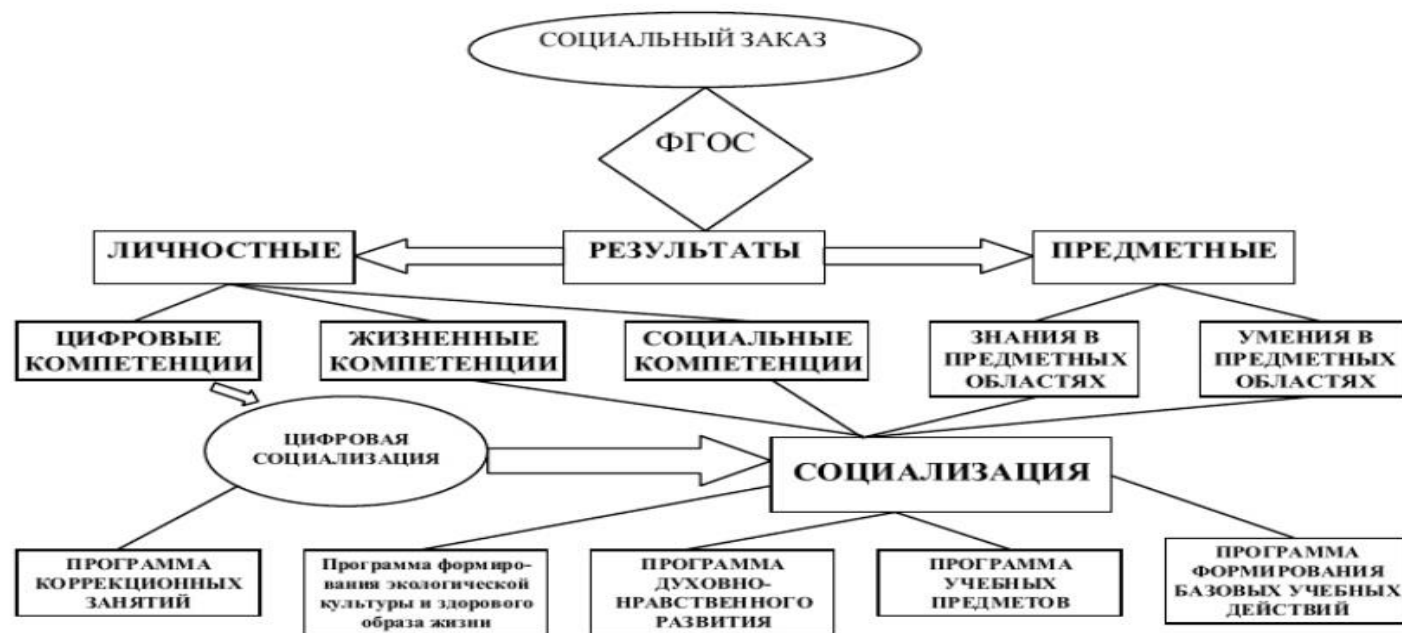 СОЦИАЛЬНЫЙ ЗАКАЗ
ФГОС
ЛИЧНОСТНЫЕ
РЕЗУЛЬТАТЫ
ПРЕДМЕТНЫЕ
ЦИФРОВЫЕ
КОМПЕТЕНЦИИ
ЖИЗНЕННЫЕ
КОМПЕТЕНЦИИ
СОЦИАЛЬНЫЕ
КОМПЕТЕНЦИИ
ЗНАНИЯ В
ПРЕДМЕТНЫХ
ОБЛАСТЯХ
УМЕНИЯ В
ПРЕДМЕТНЫХ
ОБЛАСТЯХ
ЦИФРОВАЯ
СОЦИАЛИЗАЦИЯ
СОЦИАЛИЗАЦИЯ
ПРОГРАММА
КОРРЕКЦИОННЫХ
ЗАНЯТИЙ
Программа формиро-
вания экологической
культуры и здорового
образа жизни
ПРОГРАММА
ДУХОВНО-
НРАВСТВЕННОГО
РАЗВИТИЯ
ПРОГРАММА
УЧЕБНЫХ
ПРЕДМЕТОВ
ПРОГРАММА
ФОРМИРОВАНИЯ
БАЗОВЫХ УЧЕБНЫХ
ДЕЙСТВИЙ